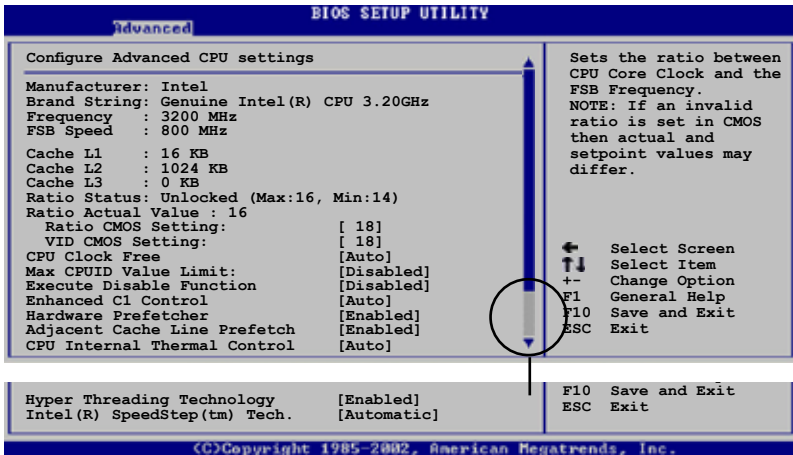 BIOS SETUP UTILITY
Advanced
Configure Advanced CPU settings
Manufacturer: Intel
Brand String: Genuine Intel(R) CPU 3.20GHz
Frequency : 3200 MHz
FSB Speed : 800 MHz
Cache L1 : 16 KB
Cache L2 : 1024 KB
Cache L3 : 0 KB
Ratio Status: Unlocked (Max:16, Min:14)
Ratio Actual Value : 16
Ratio CMOS Setting: [ 18]
VID CMOS Setting: [ 18]
CPU Clock Free [Auto]
Max CPUID Value Limit: [Disabled]
Execute Disable Function [Disabled]
Enhanced C1 Control [Auto]
Hardware Prefetcher [Enabled]
Adjacent Cache Line Prefetch [Enabled]
CPU Internal Thermal Control [Auto]
Sets the ratio between
CPU Core Clock and the
FSB Frequency.
NOTE: If an invalid
ratio is set in CMOS
then actual and
setpoint values may
differ.
Select Screen
Select Item
+- Change Option
F1 General Help
F10 Save and Exit
ESC Exit
Hyper Threading Technology [Enabled]
Intel(R) SpeedStep(tm) Tech. [Automatic]
F10 Save and Exit
ESC Exit
(C)Copyright 1985-2002, American Megatrends, Inc.